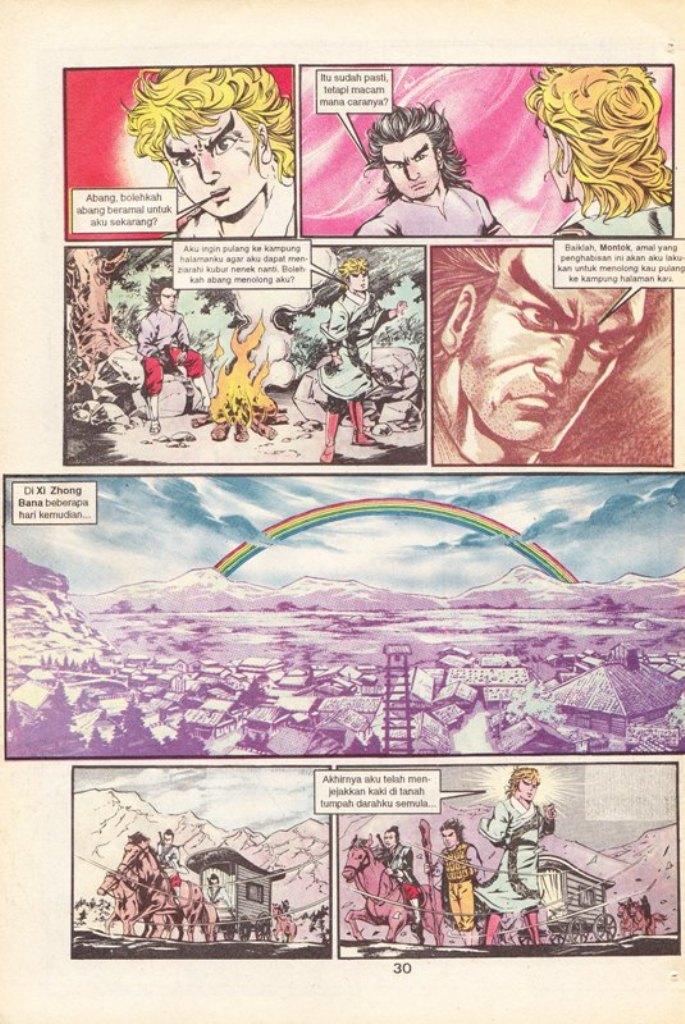 Abang, bolehkah
abang beramal untuk
aku sekarang?
Itu sudah pasti,
tetapi macam
mana caranya?
Aku ingin pulang ke kampung
halamanku agar aku dapat men-
ziarahi kubur nenek nanti. Boleh-
kah abang menolong aku?
Baiklah, Montok, amal yang
penghabisan ini akan aku laku-
kan untuk menolong kau pulang
ke kampung halaman kau.
Di Xi Zhong
Bana beberapa
hari kemudian...
Akhirnya aku telah men-
jejakkan kaki di tanah
tumpah darahku semula...
30